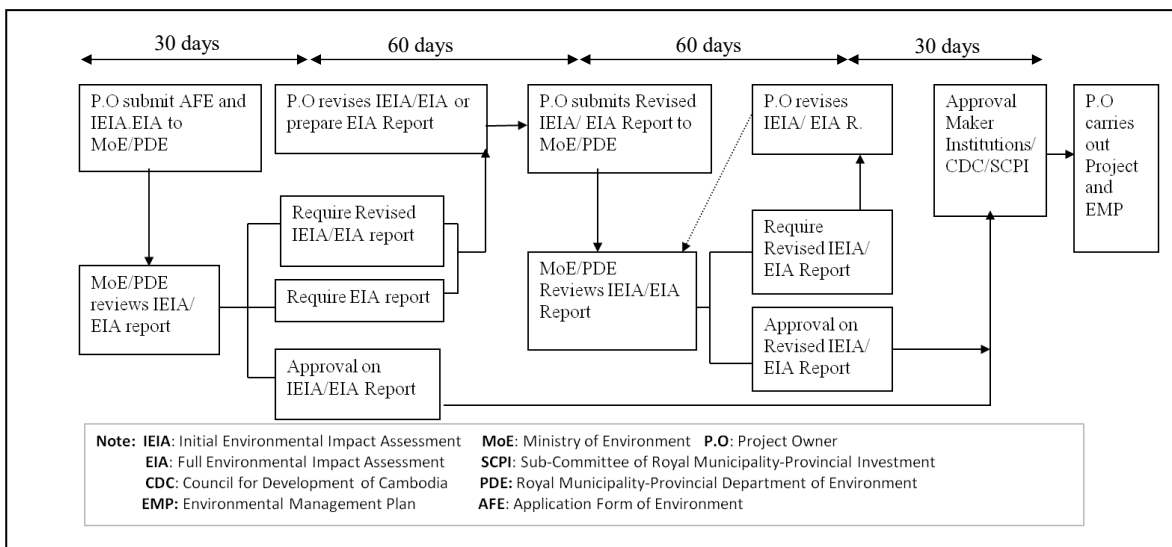 30 days
60 days
60 days
30 days
P.O submit AFE and
IEIA.EIA to
MoE/PDE
P.O revises IEIA/EIA or
prepare EIA Report
P.O submits Revised
IEIA/ EIA Report to
MoE/PDE
P.O revises
IEIA/ EIA R.
Approval
Maker
Institutions/
CDC/SCPI
P.O
carries
out
Project
and
EMP
Require Revised
IEIA/EIA report
Require EIA report
Approval on
IEIA/EIA Report
MoE/PDE
reviews IEIA/
EIA report
MoE/PDE
Reviews IEIA/EIA
Report
Require
Revised IEIA/
EIA Report
Approval on
Revised IEIA/
EIA Report
Note: IEIA: Initial Environmental Impact Assessment MoE: Ministry of Environment P.O: Project Owner
EIA: Full Environmental Impact Assessment SCPI: Sub-Committee of Royal Municipality-Provincial Investment
CDC: Council for Development of Cambodia PDE: Royal Municipality-Provincial Department of Environment
EMP: Environmental Management Plan AFE: Application Form of Environment